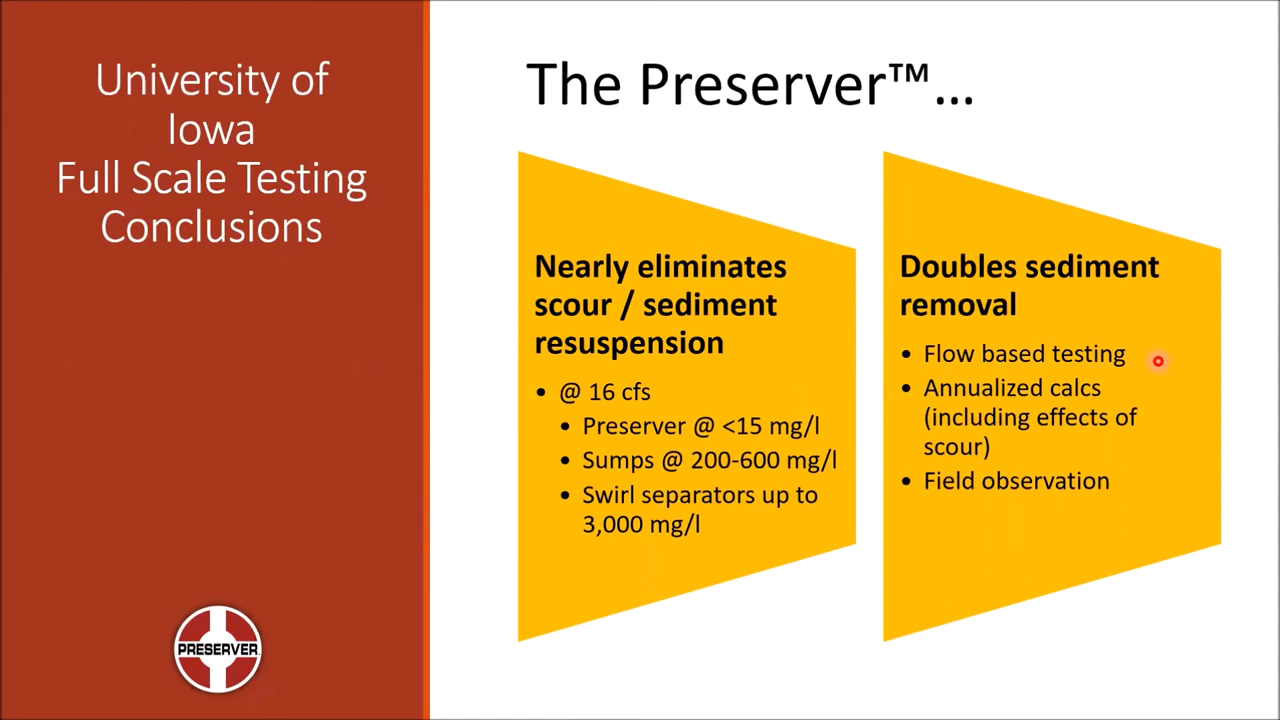 University of
Iowa
Full Scale Testing
Conclusions
PRESERVER
The Preserver™...
Nearly eliminates
scour / sediment
resuspension
• @ 16 cfs
• Preserver @ <15 mg/l
• Sumps @ 200-600 mg/l
• Swirl separators up to
3,000 mg/l
Doubles sediment
removal
• Flow based testing
• Annualized calcs
(including effects of
scour)
• Field observation